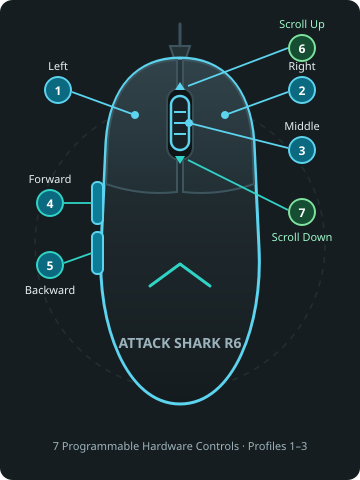 Scroll Up
6
Left
Right
1
2
Middle
3
Forward
4
7
Scroll Down
5
Backward
ATTACK SHARK R6
7 Programmable Hardware Controls · Profiles 1–3